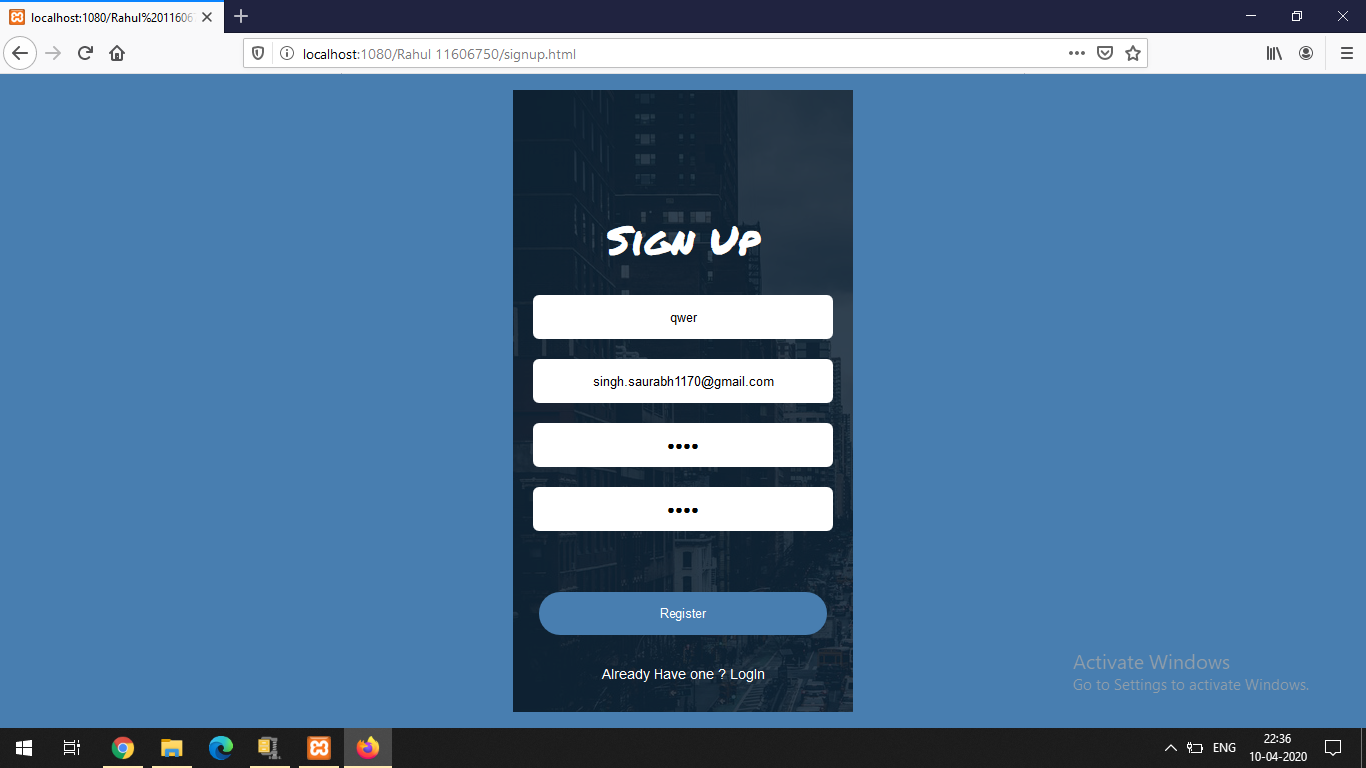 localhost:1080/Rahul%2011606
localhost:1080/Rahul 11606750/signup.html
Sign Up
qwer
singh.saurabh1170@gmail.com
••••
••••
Register
Already Have one ? LogIn
Activate Windows
Go to Settings to activate Windows.
ENG
22:36
10-04-2020